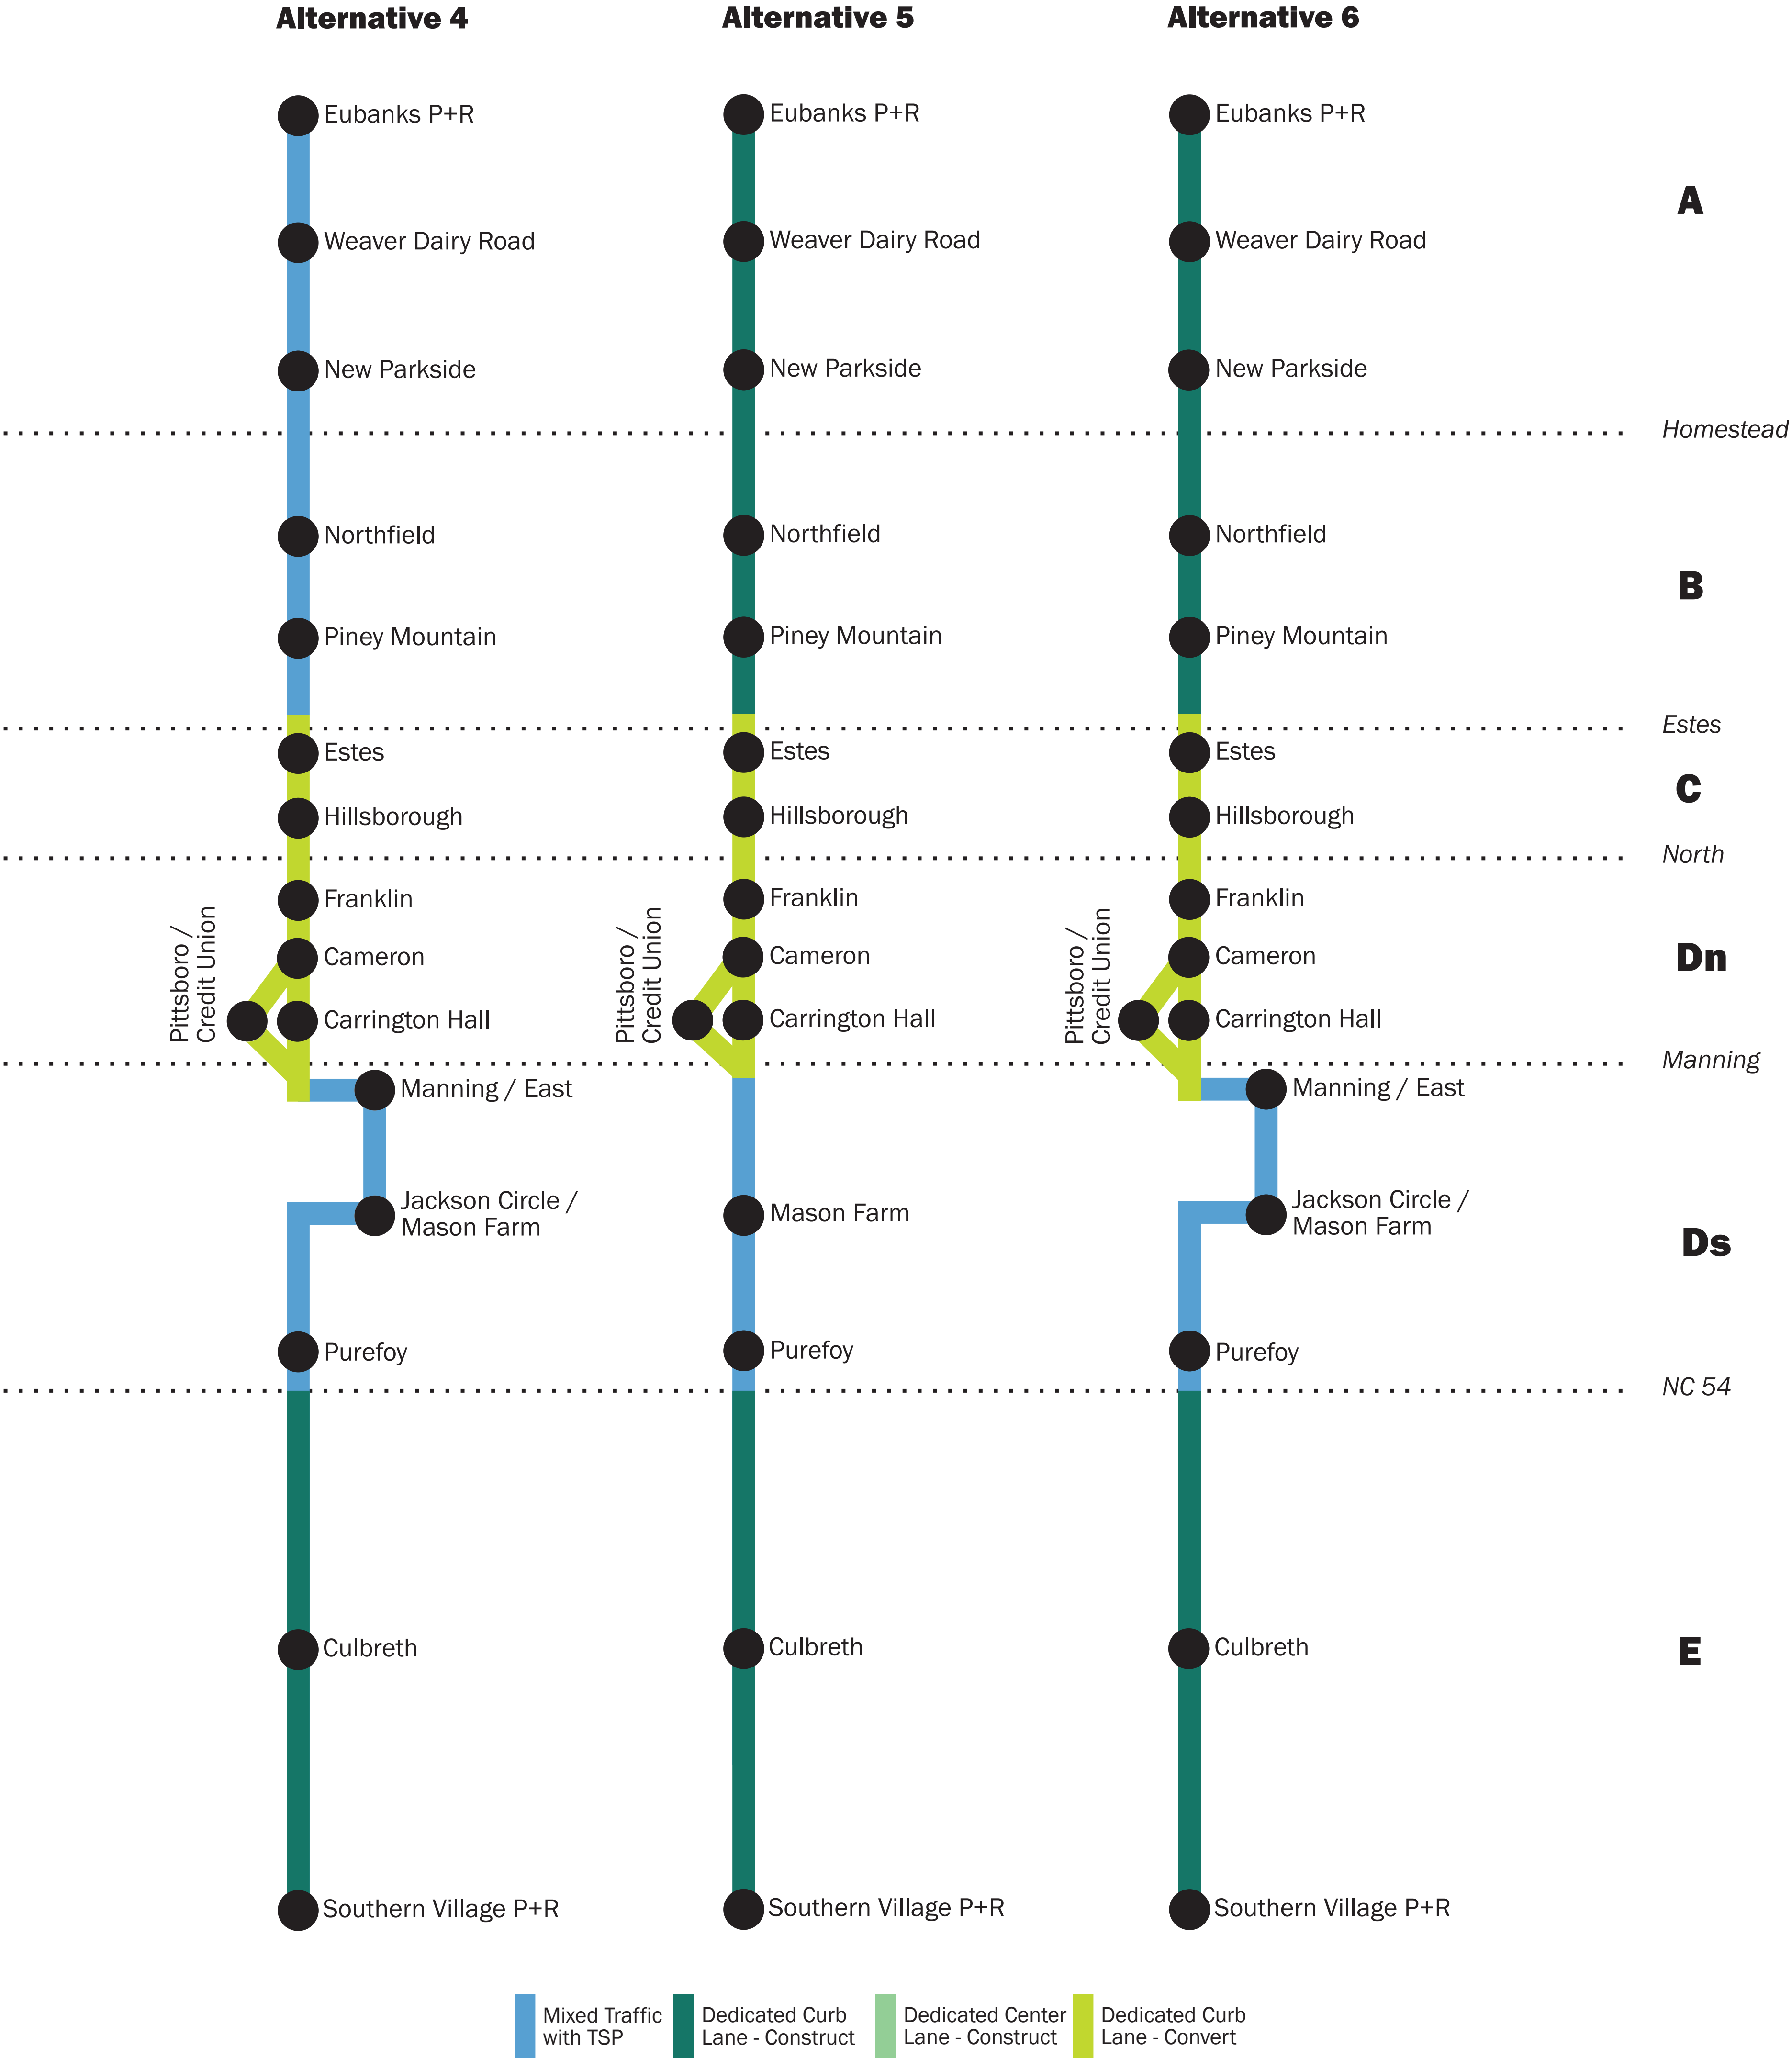 Alternative 4
Alternative 5
Alternative 6
Eubanks P+R
Eubanks P+R
Eubanks P+R
A
Weaver Dairy Road
Weaver Dairy Road
Weaver Dairy Road
New Parkside
New Parkside
New Parkside
Homestead
Northfield
Northfield
Northfield
B
Piney Mountain
Piney Mountain
Piney Mountain
Estes
Estes
Estes
Estes
C
Hillsborough
Hillsborough
Hillsborough
North
Franklin
Franklin
Franklin
Pittsboro /
Credit Union
Cameron
Pittsboro /
Credit Union
Cameron
Pittsboro /
Credit Union
Cameron
Dn
Carrington Hall
Carrington Hall
Carrington Hall
Manning
Manning / East
Manning / East
Jackson Circle /
Mason Farm
Mason Farm
Jackson Circle /
Mason Farm
Ds
Purefoy
Purefoy
Purefoy
NC 54
Culbreth
Culbreth
Culbreth
E
Southern Village P+R
Southern Village P+R
Southern Village P+R
Mixed Traffic
with TSP
Dedicated Curb
Lane - Construct
Dedicated Center
Lane - Construct
Dedicated Curb
Lane - Convert